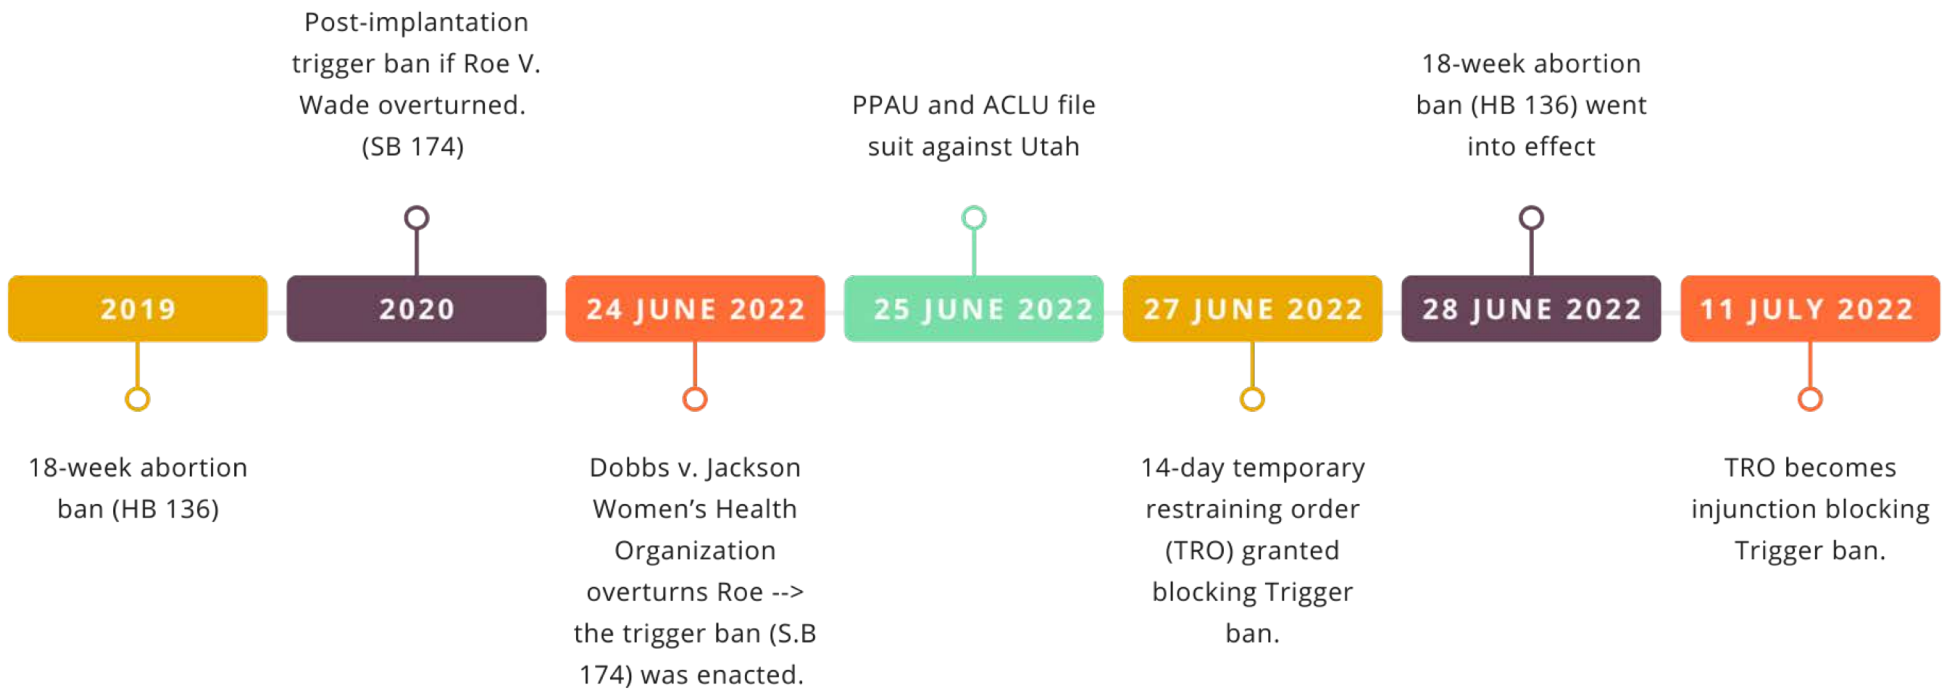 Post-implantation
trigger ban if Roe V.
Wade overturned.
(SB 174)
PPAU and ACLU file
suit against Utah
18-week abortion
ban (HB 136) went
into effect
2019
2020
24 JUNE 2022
25 JUNE 2022
27 JUNE 2022
28 JUNE 2022
11 JULY 2022
18-week abortion
ban (HB 136)
Dobbs v. Jackson
Women’s Health
Organization
overturns Roe -->
the trigger ban (S.B
174) was enacted.
14-day temporary
restraining order
(TRO) granted
blocking Trigger
ban.
TRO becomes
injunction blocking
Trigger ban.